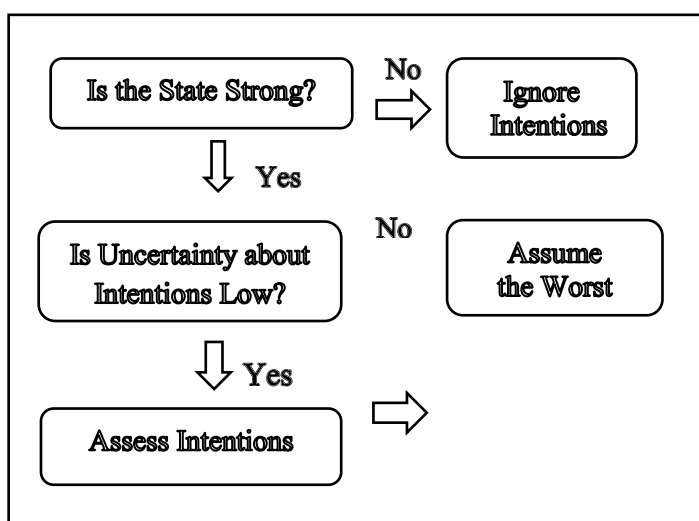 Is the State Strong?
No
Ignore
Intentions
Yes
Is Uncertainty about
Intentions Low?
No
Assume
the Worst
Yes
Assess Intentions